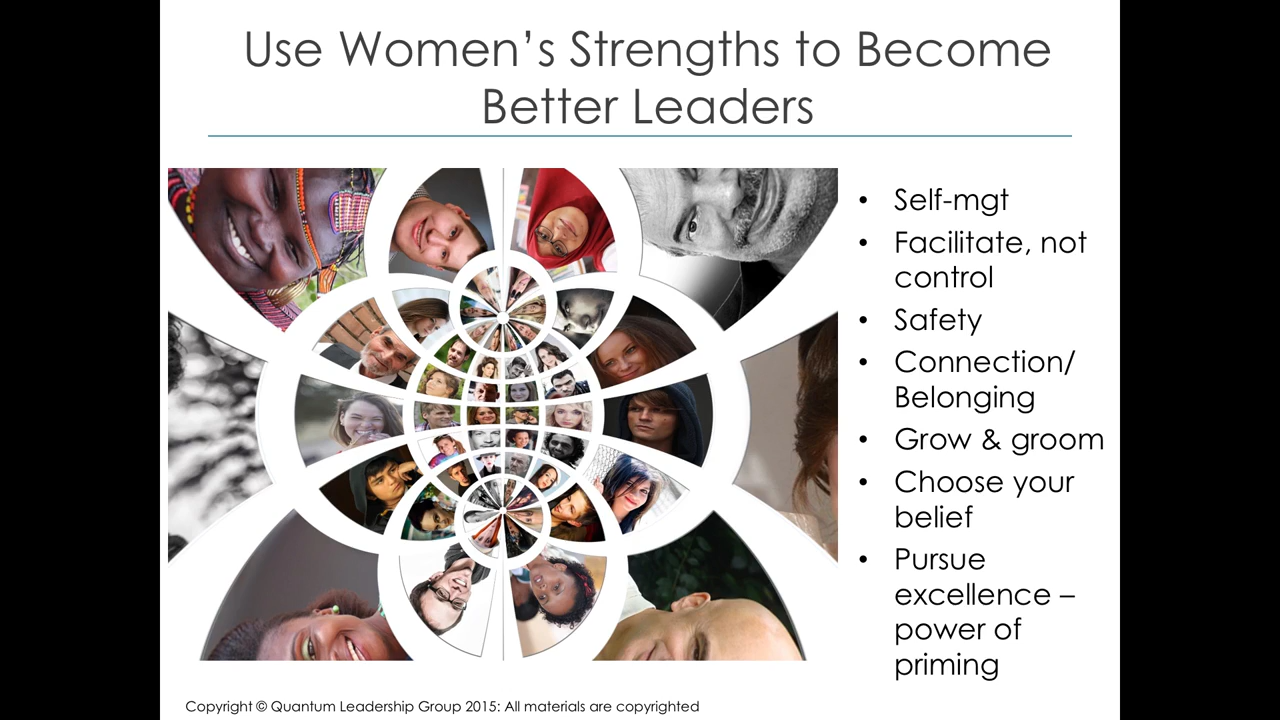 Use Women’s Strengths to Become
Better Leaders
• Self-mgt
• Facilitate, not
control
• Safety
• Connection/
Belonging
• Grow & groom
• Choose your
belief
• Pursue
excellence –
power of
priming
Copyright © Quantum Leadership Group 2015: All materials are copyrighted